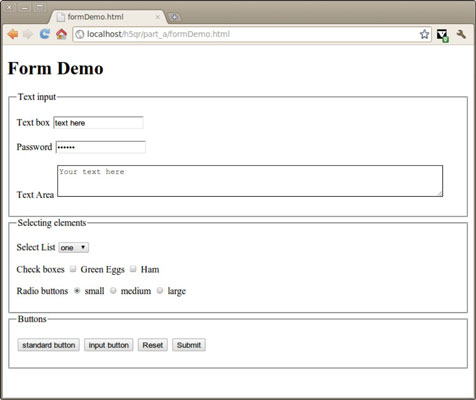 formDemo.html
localhost/h5qr/part_a/formDemo.html
Form Demo
Text input
Text box text here
Password ••••••
Your text here
Text Area
Selecting elements
Select List one
Check boxes Green Eggs Ham
Radio buttons small medium large
Buttons
standard button input button Reset Submit